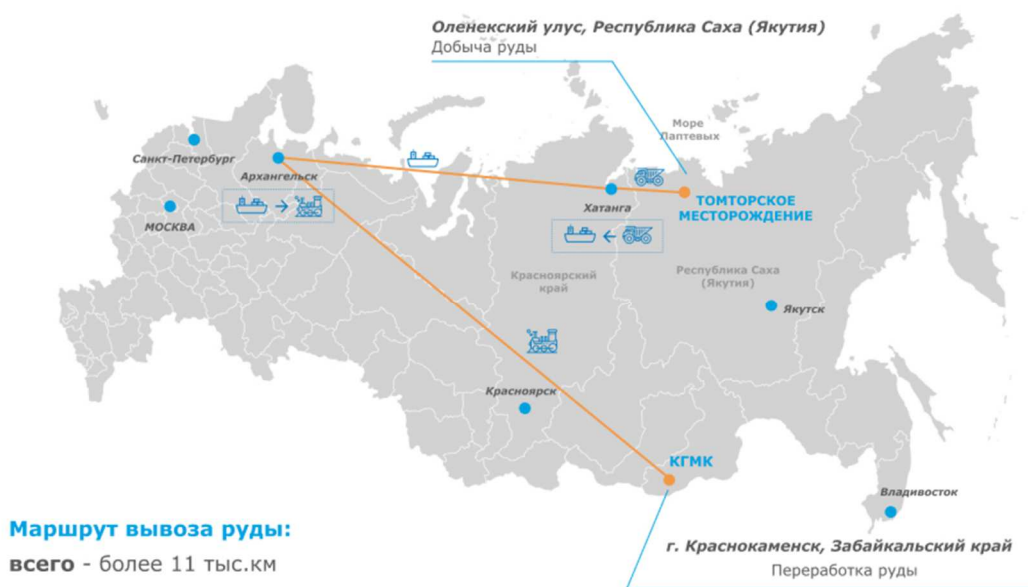 Оленекский улус, Республика Саха (Якутия)
Добыча руды
Море
Лаптевых
Санкт-Петербург
Архангельск
Хатанга
ТОМТОРСКОЕ
МЕСТОРОЖДЕНИЕ
МОСКВА
Красноярский
край
Республика Саха
(Якутия)
Якутск
Красноярск
КГМК
Владивосток
Маршрут вывоза руды:
всего - более 11 тыс.км
г. Краснокаменск, Забайкальский край
Переработка руды